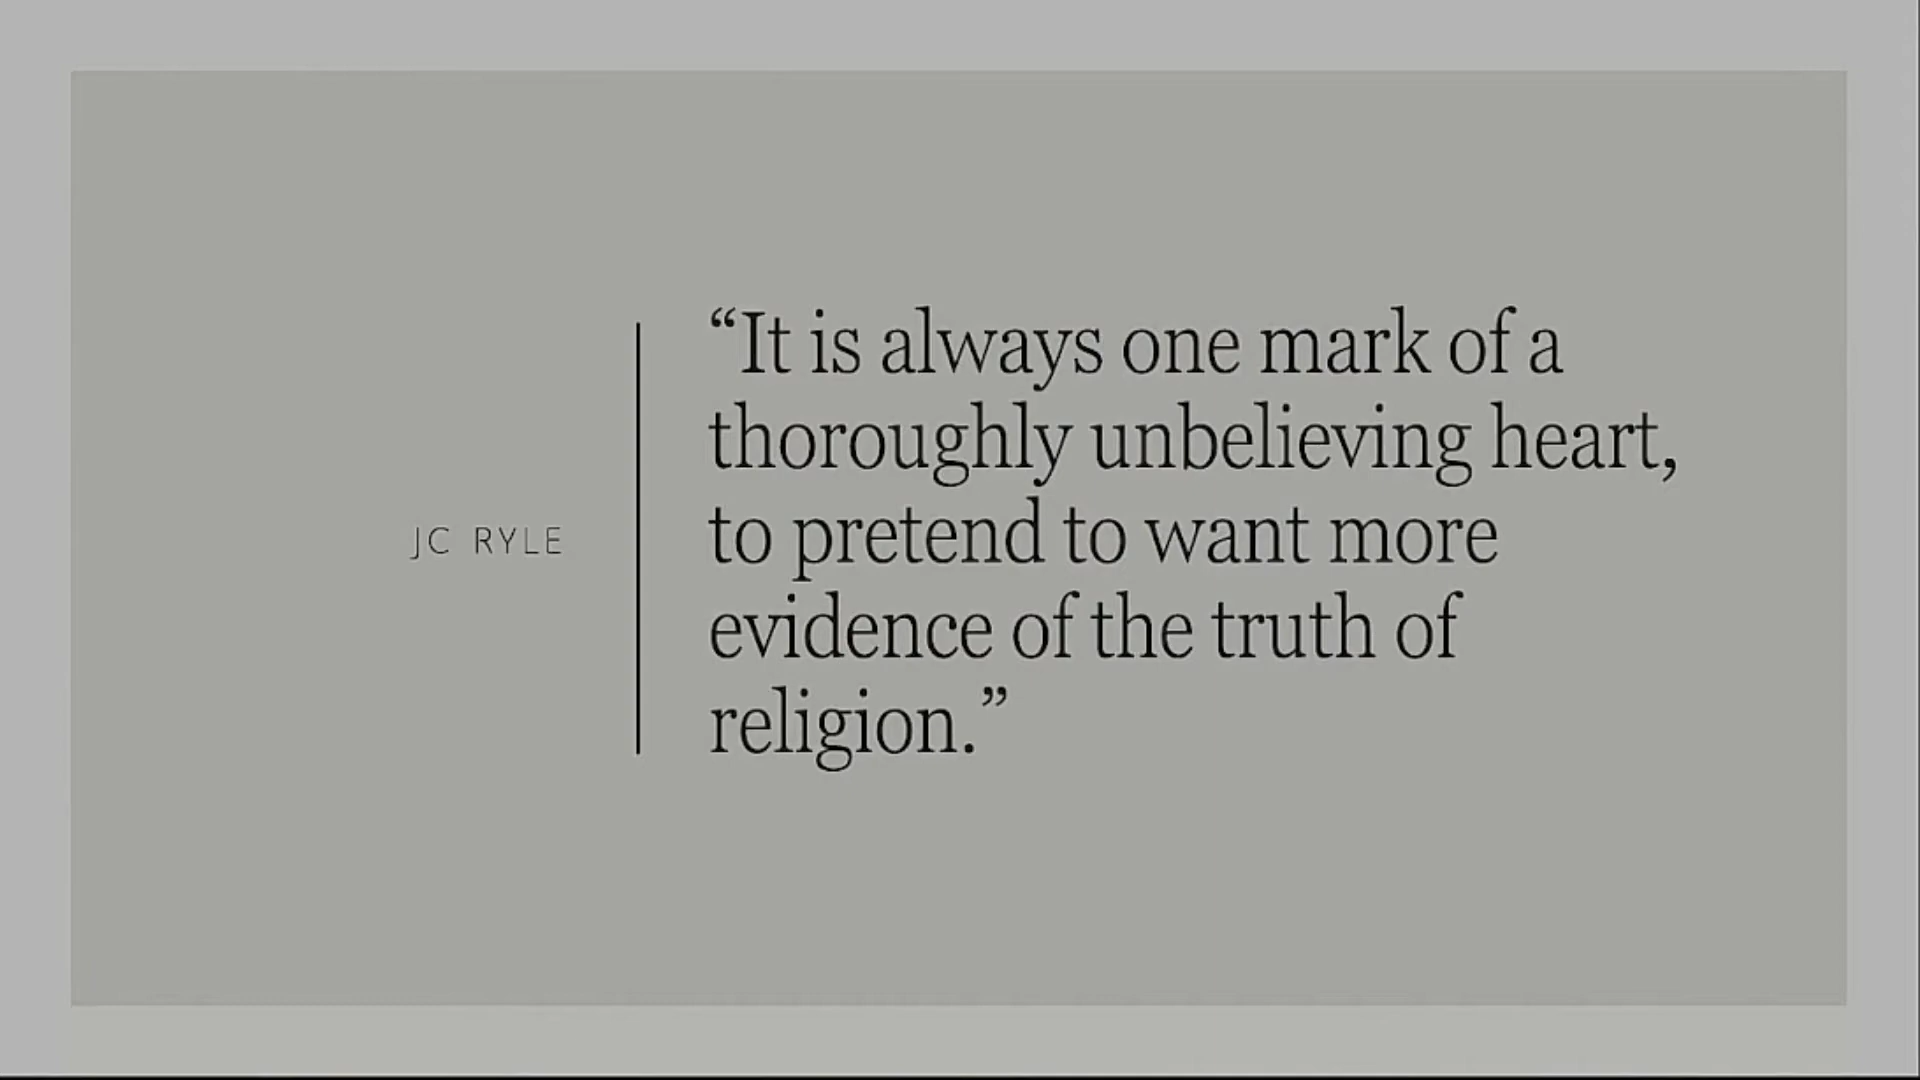 JC RYLE
“It is always one mark of a
thoroughly unbelieving heart,
to pretend to want more
evidence of the truth of
religion.”